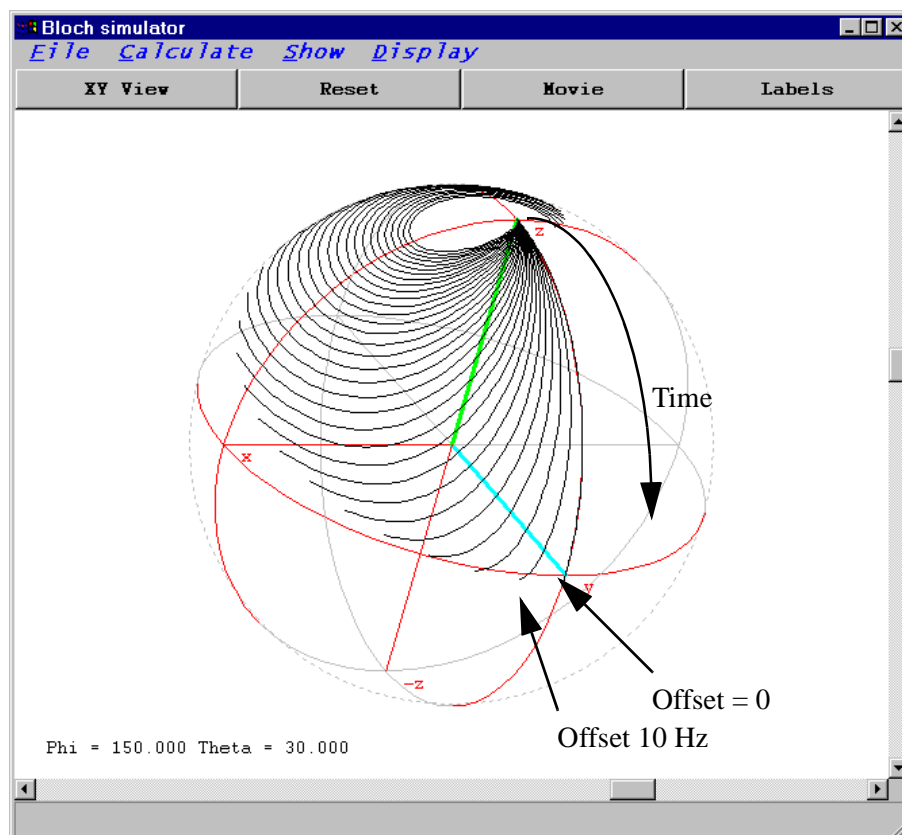 Bloch simulator
File Calculate Show Display
XY View Reset Movie Labels
z
Time
x
y
-z
Offset = 0
Offset 10 Hz
Phi = 150.000 Theta = 30.000